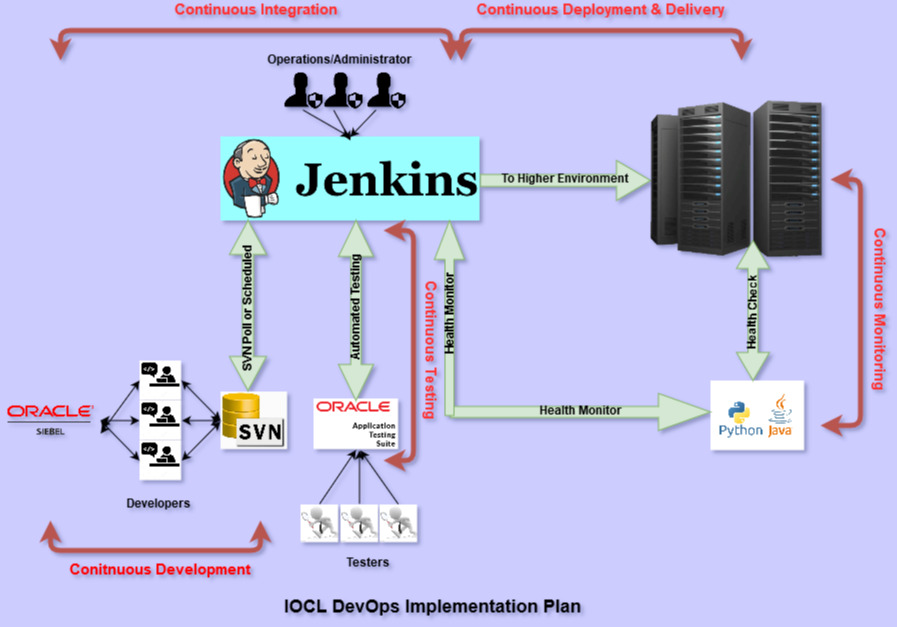 Continuous Integration
Continuous Deployment & Delivery
Operations/Administrator
Jenkins
To Higher Environment
SVN Poll or Scheduled
Automated Testing
Continuous Testing
Health Monitor
Health Check
Continuous Monitoring
ORACLE
SIEBEL
SVN
ORACLE
Application
Testing
Suite
Health Monitor
Python Java
Developers
Testers
Conitnuous Development
IOCL DevOps Implementation Plan